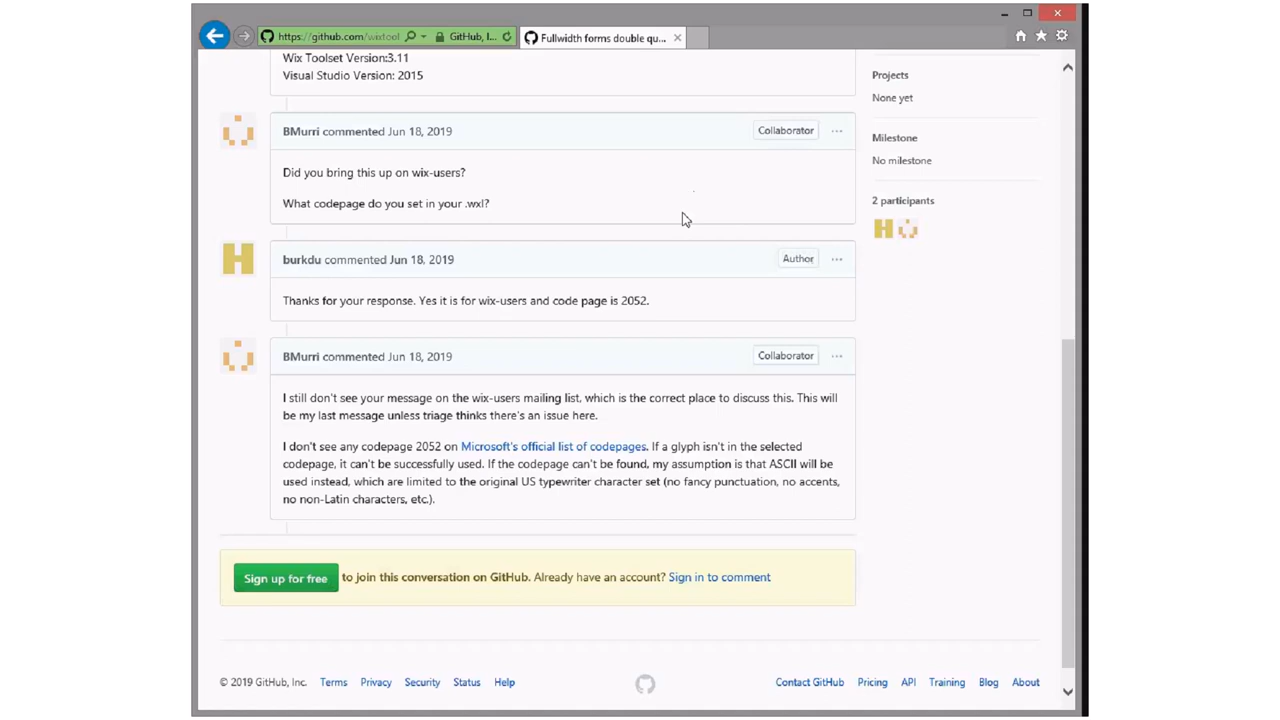 https://github.com/wixtool
GitHub, I...
Fullwidth forms double qu...
Wix Toolset Version:3.11
Visual Studio Version: 2015
Projects
None yet
BMurri commented Jun 18, 2019
Collaborator
Milestone
No milestone
Did you bring this up on wix-users?
What codepage do you set in your .wxl?
2 participants
burkdu commented Jun 18, 2019
Author
Thanks for your response. Yes it is for wix-users and code page is 2052.
BMurri commented Jun 18, 2019
Collaborator
I still don't see your message on the wix-users mailing list, which is the correct place to discuss this. This will
be my last message unless triage thinks there's an issue here.
I don't see any codepage 2052 on Microsoft's official list of codepages. If a glyph isn't in the selected
codepage, it can't be successfully used. If the codepage can't be found, my assumption is that ASCII will be
used instead, which are limited to the original US typewriter character set (no fancy punctuation, no accents,
no non-Latin characters, etc.).
Sign up for free to join this conversation on GitHub. Already have an account? Sign in to comment
© 2019 GitHub, Inc. Terms Privacy Security Status Help
Contact GitHub Pricing API Training Blog About